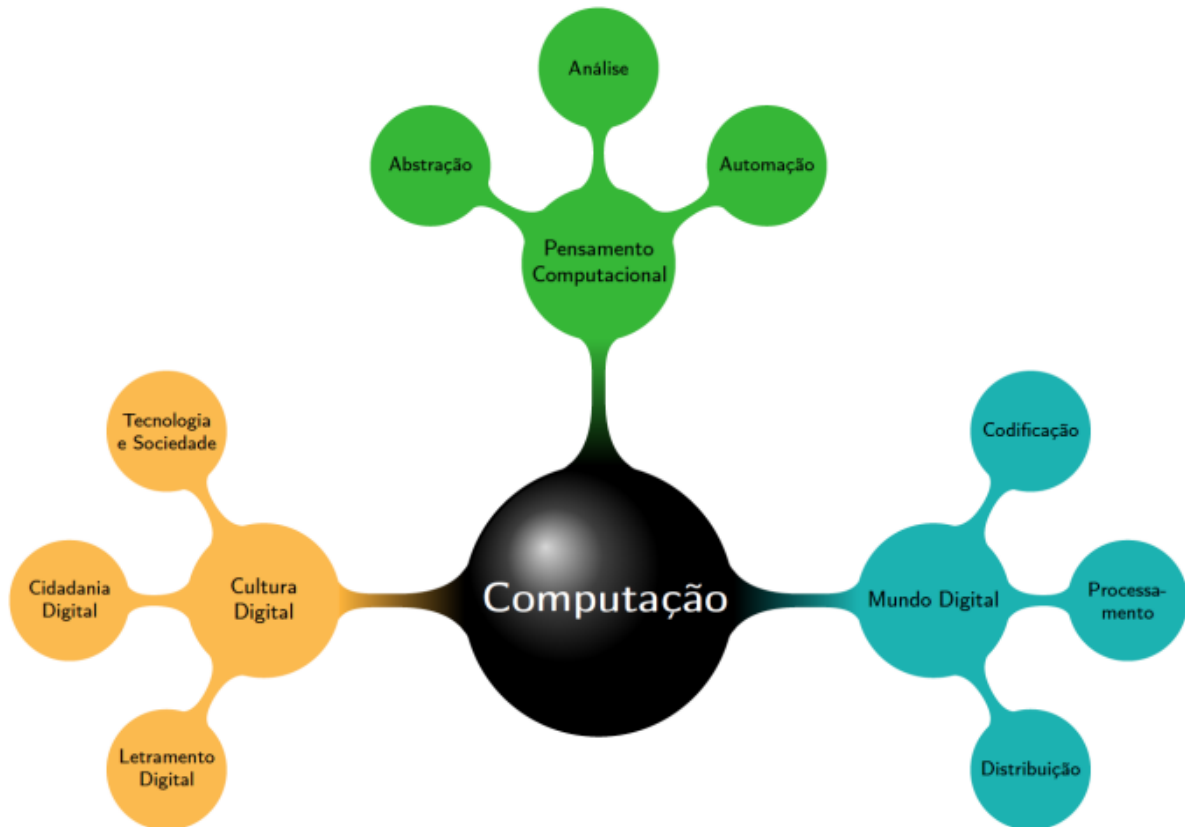 Análise
Abstração
Automação
Pensamento
Computacional
Tecnologia
e Sociedade
Cidadania
Digital
Cultura
Digital
Letramento
Digital
Computação
Codificação
Mundo Digital
Processa-
mento
Distribuição